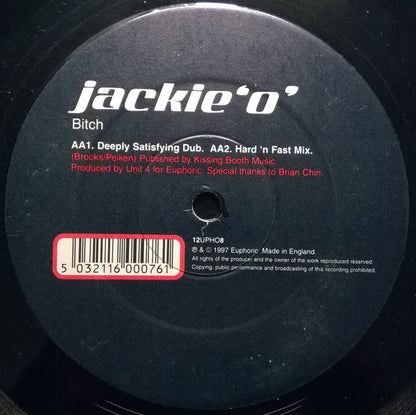 jackie‘o’
Bitch
AA1. Deeply Satisfying Dub. AA2. Hard ‘n Fast Mix.
(Brooks/Peiken) Published by Kissing Booth Music
Produced by Unit 4 for Euphoric Special thanks to Brian Chin.
12UPHO8
℗ & © 1997 Euphoric Made in England.
All rights of the producer and the owner of the work reproduced reserved.
Copying, public performance and broadcasting of this recording prohibited.
5 032116 000761